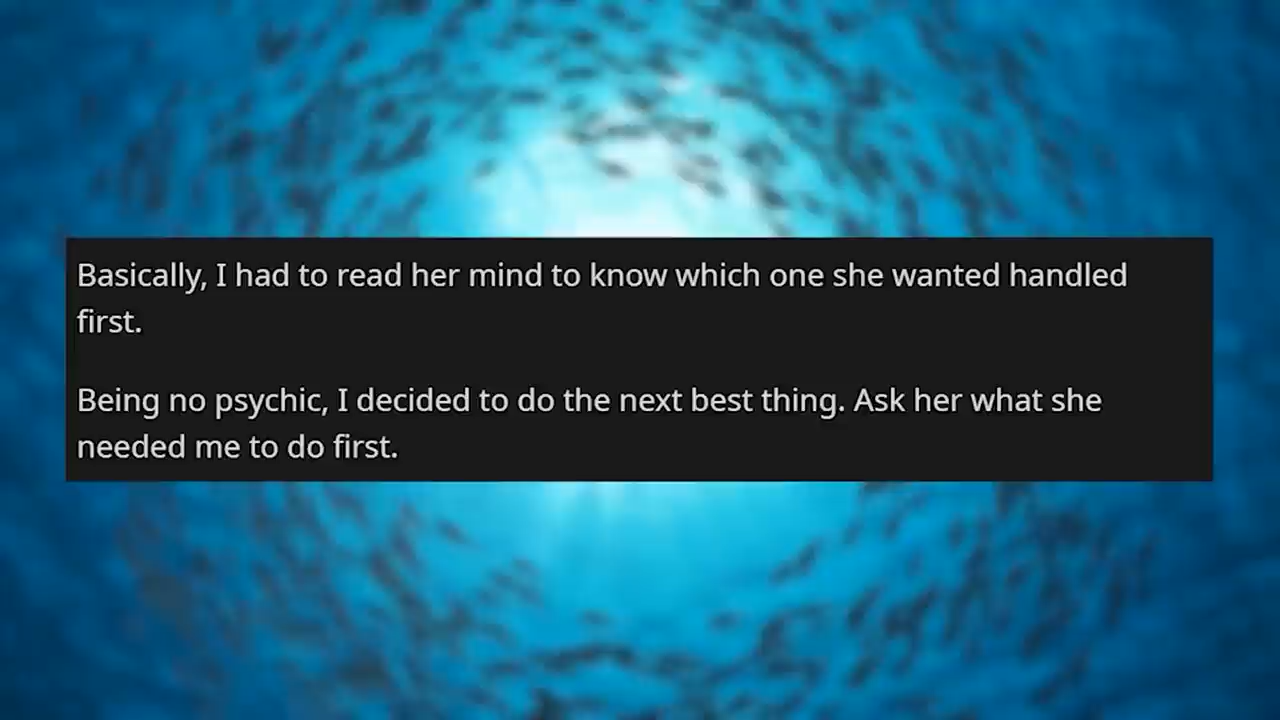 Basically, I had to read her mind to know which one she wanted handled
first.
Being no psychic, I decided to do the next best thing. Ask her what she
needed me to do first.